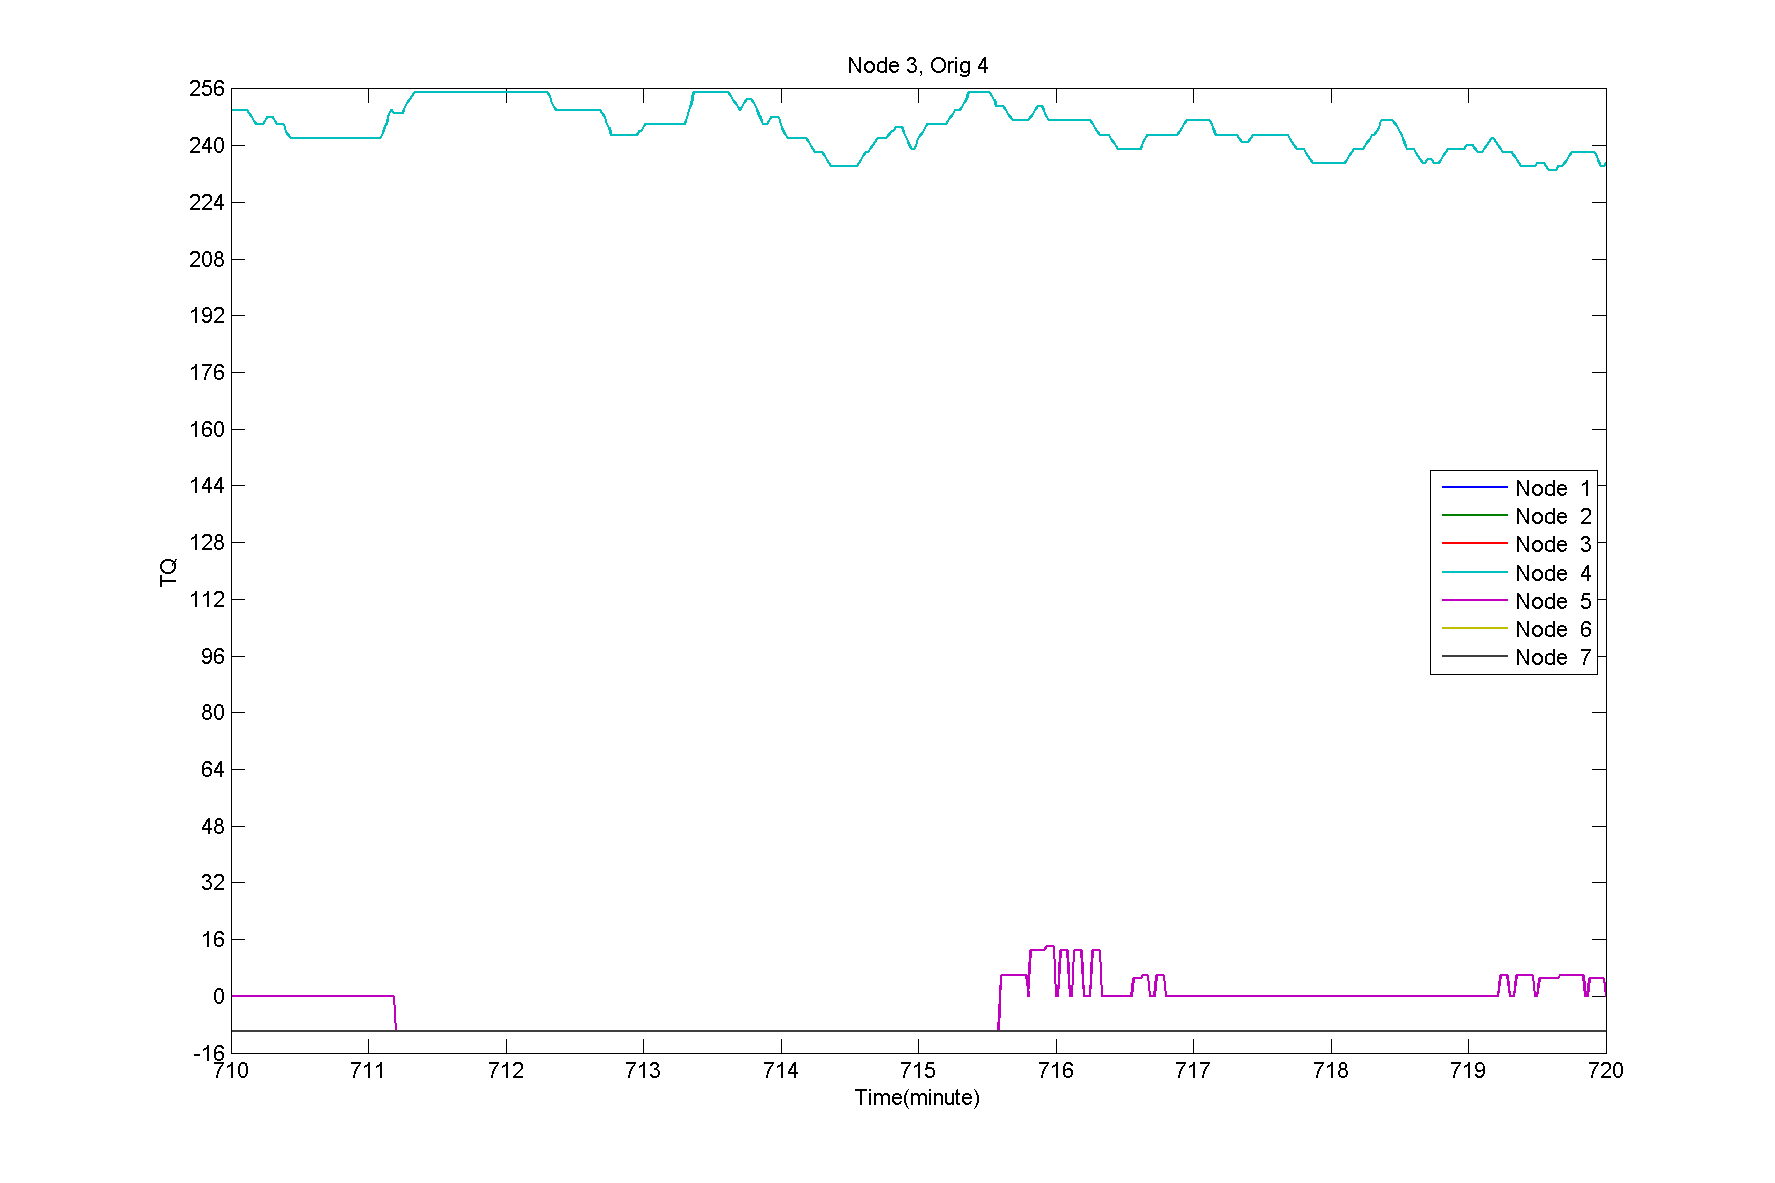 Node 3, Orig 4
256
240
224
208
192
176
160
144
128
112
96
80
64
48
32
16
0
-16
TQ
Node 1
Node 2
Node 3
Node 4
Node 5
Node 6
Node 7
710 711 712 713 714 715 716 717 718 719 720
Time(minute)